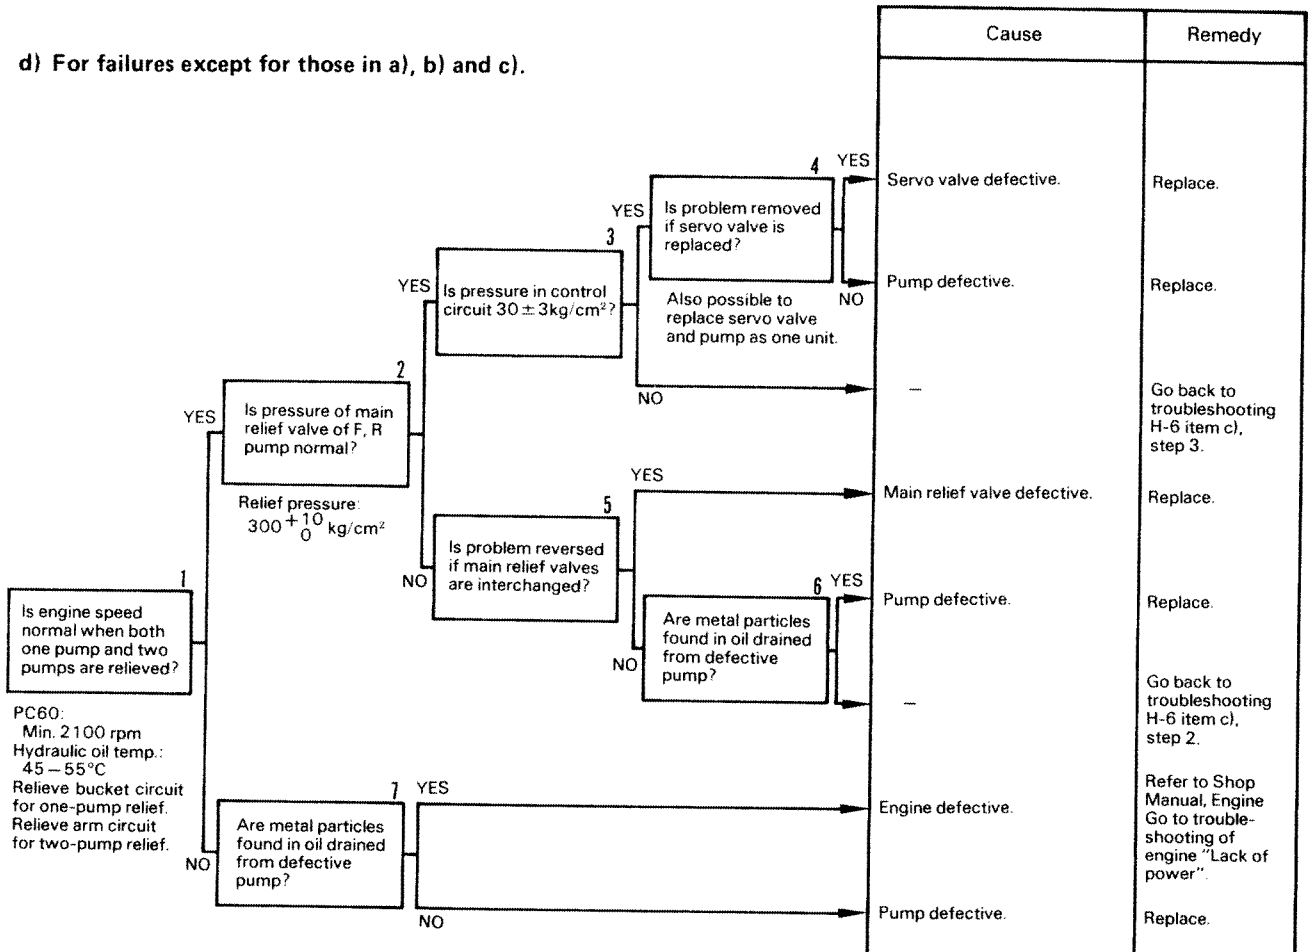 d) For failures except for those in a), b) and c).
Cause
Remedy
1
Is engine speed
normal when both
one pump and two
pumps are relieved?
PC60:
Min. 2100 rpm
Hydraulic oil temp.:
45–55°C
Relieve bucket circuit
for one-pump relief.
Relieve arm circuit
for two-pump relief.
YES
NO
2
Is pressure of main
relief valve of F, R
pump normal?
Relief pressure:
300 +10 0 kg/cm²
YES
NO
3
Is pressure in control
circuit 30 ± 3kg/cm²?
YES
NO
4
Is problem removed
if servo valve is
replaced?
Also possible to
replace servo valve
and pump as one unit.
YES
Servo valve defective.
Replace.
NO
Pump defective.
Replace.
–
Go back to
troubleshooting
H-6 item c),
step 3.
5
Is problem reversed
if main relief valves
are interchanged?
YES
Main relief valve defective.
Replace.
NO
6
Are metal particles
found in oil drained
from defective
pump?
YES
Pump defective.
Replace.
–
Go back to
troubleshooting
H-6 item c),
step 2.
7
Are metal particles
found in oil drained
from defective
pump?
YES
Engine defective.
Refer to Shop
Manual, Engine
Go to trouble-
shooting of
engine "Lack of
power".
NO
Pump defective.
Replace.